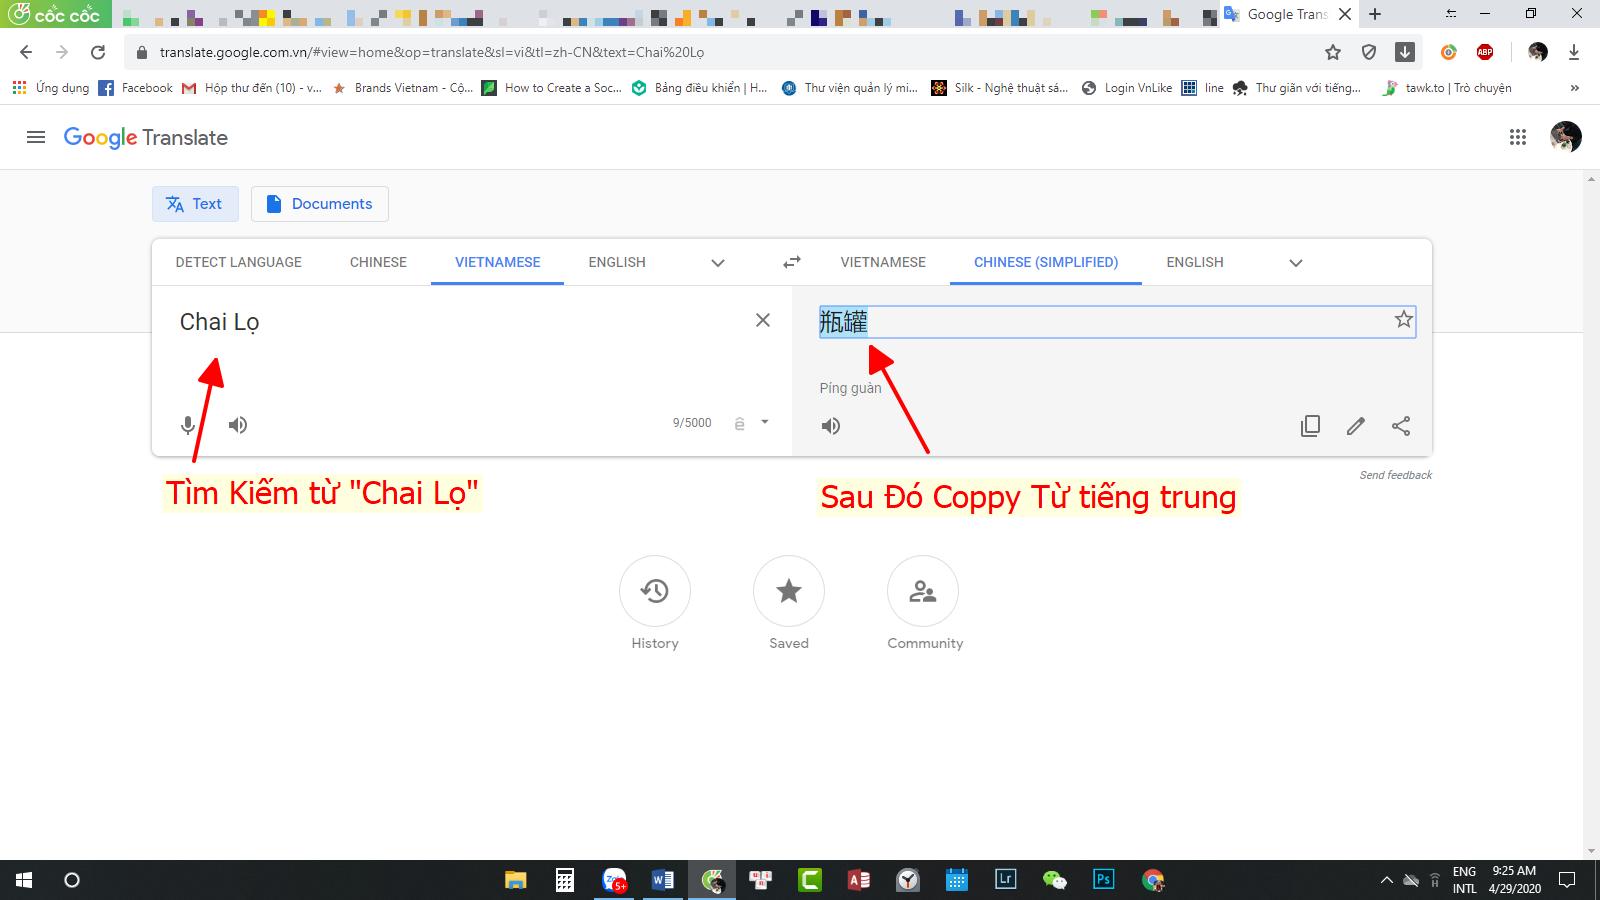 cốc cốc
Google Trans
translate.google.com.vn/#view=home&op=translate&sl=vi&tl=zh-CN&text=Chai%20Lọ
Ứng dụng Facebook Hộp thư đến (10) - v... Brands Vietnam - Cộ... How to Create a Soc... Bảng điều khiển | H... Thư viện quản lý mi... Silk - Nghệ thuật sá... Login VnLike line Thư giãn với tiếng... tawk.to | Trò chuyện
Google Translate
Text Documents
DETECT LANGUAGE CHINESE VIETNAMESE ENGLISH VIETNAMESE CHINESE (SIMPLIFIED) ENGLISH
Chai Lọ 瓶罐
Píng guàn
9/5000
Send feedback
Tìm Kiếm từ "Chai Lọ" Sau Đó Coppy Từ tiếng trung
History Saved Community
ENG 9:25 AM
INTL 4/29/2020
ABP
5+
Lr
Ps